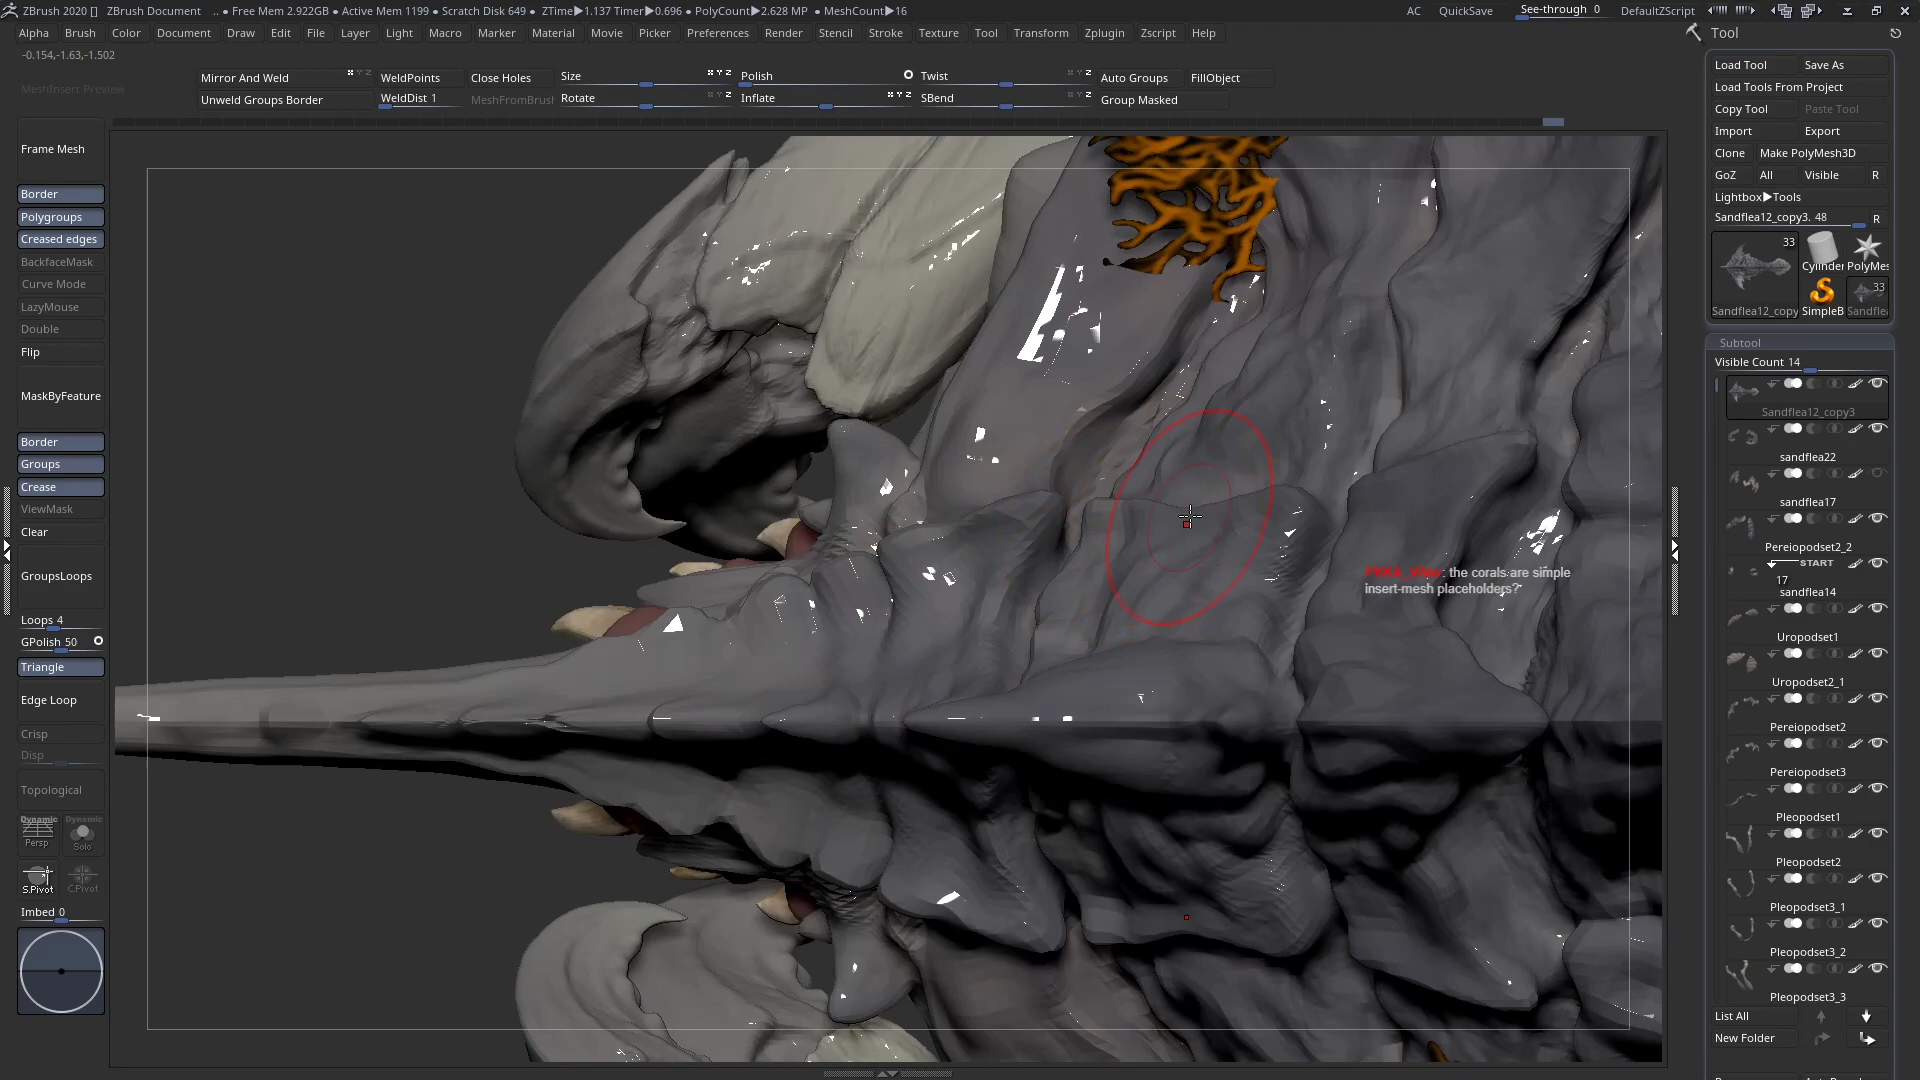 ZBrush 2020 [] ZBrush Document .. • Free Mem 2.922GB • Active Mem 1199 • Scratch Disk 649 • ZTime▶1.137 Timer▶0.696 • PolyCount▶2.628 MP • MeshCount▶16 AC QuickSave See-through 0 DefaultZScript
Alpha Brush Color Document Draw Edit File Layer Light Macro Marker Material Movie Picker Preferences Render Stencil Stroke Texture Tool Transform Zplugin Zscript Help Tool
-0.154,-1.63,-1.502
MeshInsert Preview
Mirror And Weld WeldPoints Close Holes Size Polish Twist Auto Groups FillObject
Unweld Groups Border WeldDist 1 MeshFromBrush Rotate Inflate SBend Group Masked
Frame Mesh
Border
Polygroups
Creased edges
BackfaceMask
Curve Mode
LazyMouse
Double
Flip
MaskByFeature
Border
Groups
Crease
ViewMask
Clear
GroupsLoops
Loops 4
GPolish 50
Triangle
Edge Loop
Crisp
Disp
Topological
Dynamic Dynamic
Persp Solo
S.Pivot C.Pivot
Imbed 0
: the corals are simple
insert-mesh placeholders?
Load Tool Save As
Load Tools From Project
Copy Tool Paste Tool
Import Export
Clone Make PolyMesh3D
GoZ All Visible R
Lightbox▶Tools
Sandflea12_copy3. 48 R
33
Cylinder PolyMes
33
Sandflea12_copy SimpleB Sandfle
Subtool
Visible Count 14
Sandflea12_copy3
sandflea22
sandflea17
Pereiopodset2_2
START
17
sandflea14
Uropodset1
Uropodset2_1
Pereiopodset2
Pereiopodset3
Pleopodset1
Pleopodset2
Pleopodset3_1
Pleopodset3_2
Pleopodset3_3
List All
New Folder